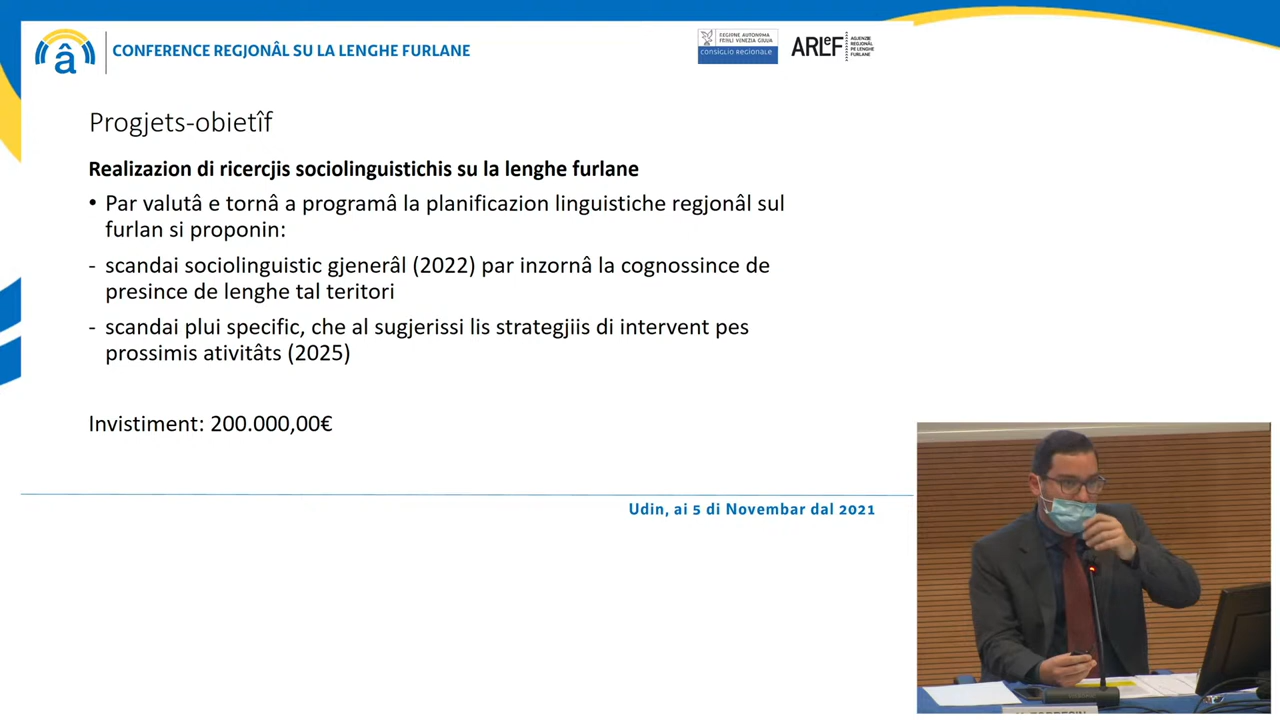 CONFERENCE REGJONÂL SU LA LENGHE FURLANE
REGIONE AUTONOMA
FRIULI VENEZIA GIULIA
CONSIGLIO REGIONALE
ARLeF
AGJENZIE
REGJONÂL
PE LENGHE
FURLANE
â
Progjets-obietîf
Realizazion di ricercjis sociolinguistichis su la lenghe furlane
• Par valutâ e tornâ a programâ la planificazion linguistiche regjonâl sul
furlan si proponin:
- scandai sociolinguistic gjenerâl (2022) par inzornâ la cognossince de
presince de lenghe tal teritori
- scandai plui specific, che al sugjerissi lis strategjiis di intervent pes
prossimis ativitâts (2025)
Investiment: 200.000,00€
Udin, ai 5 di Novembar dal 2021